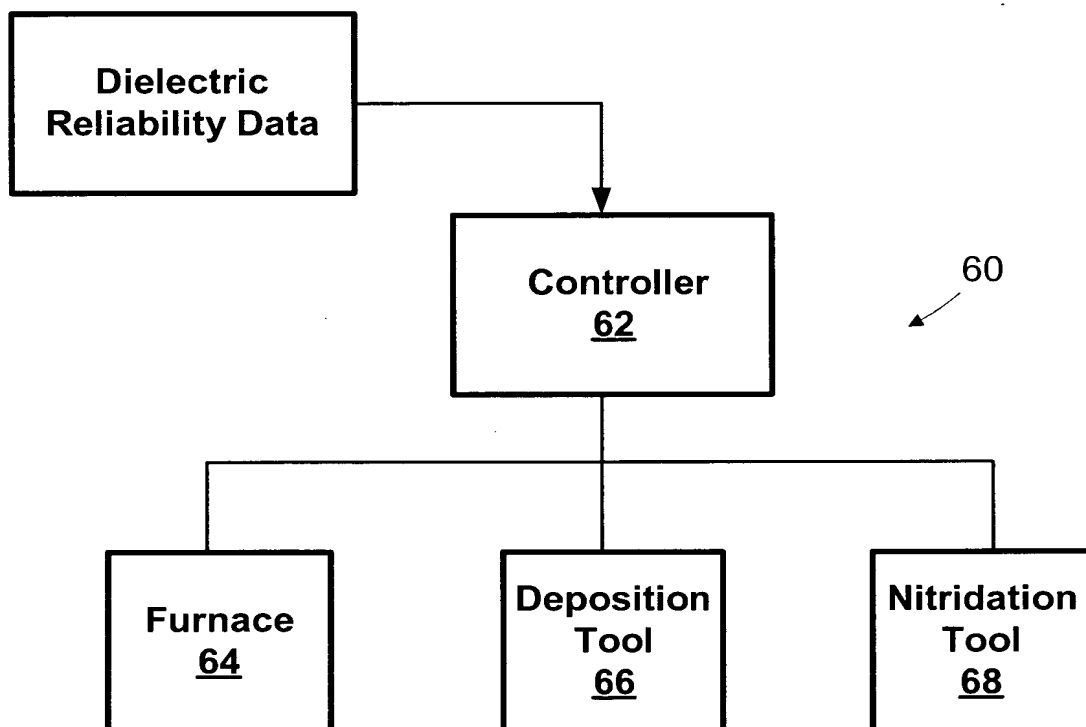 Dielectric
Reliability Data
Controller
62
60
Furnace
64
Deposition
Tool
66
Nitridation
Tool
68